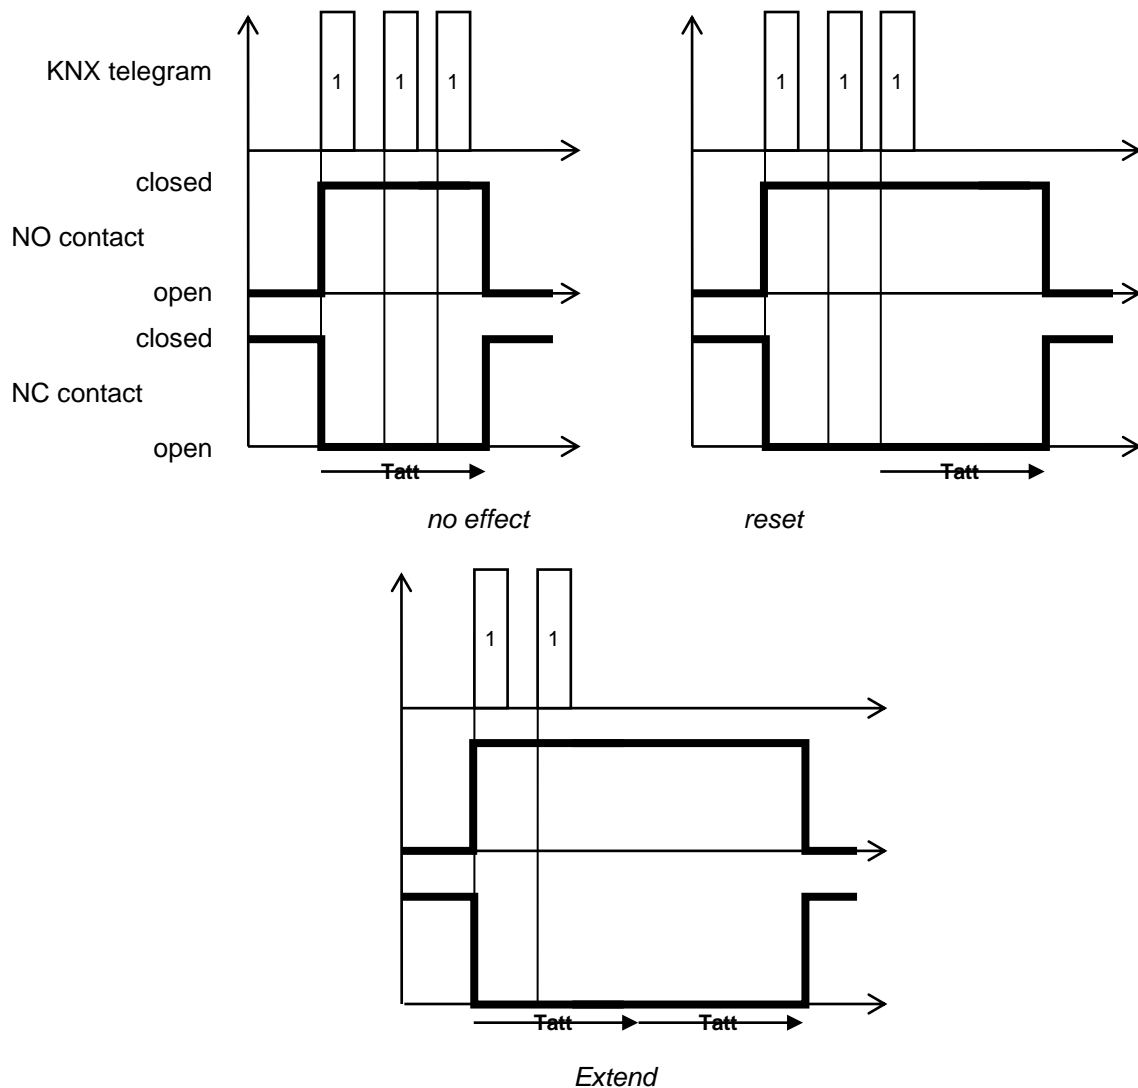 KNX telegram
1 1 1
1 1 1
closed
NO contact
open
closed
NC contact
open
Tatt
Tatt
no effect
reset
1 1
Tatt Tatt
Extend